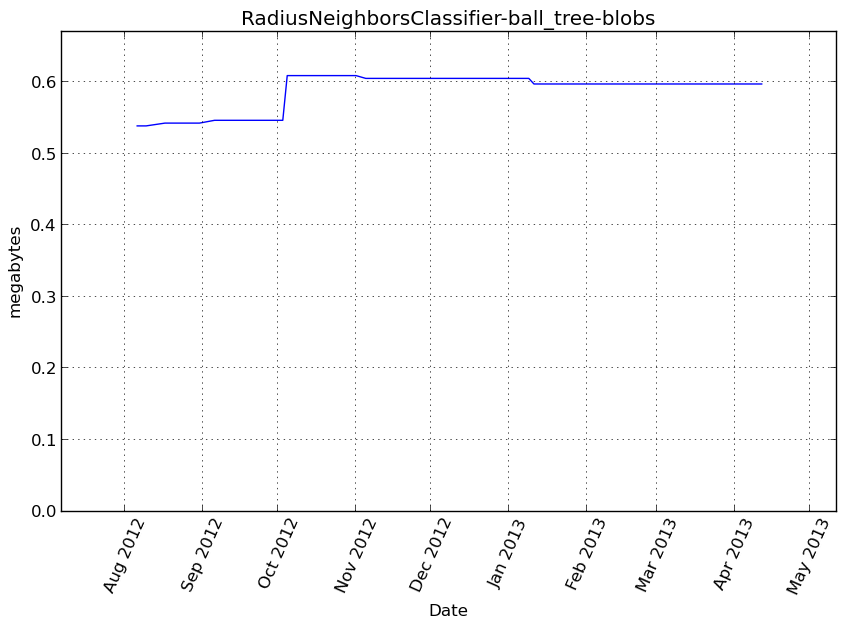 RadiusNeighborsClassifier-ball_tree-blobs
megabytes
0.6
0.5
0.4
0.3
0.2
0.1
0.0
Aug 2012
Sep 2012
Oct 2012
Nov 2012
Dec 2012
Jan 2013
Feb 2013
Mar 2013
Apr 2013
May 2013
Date